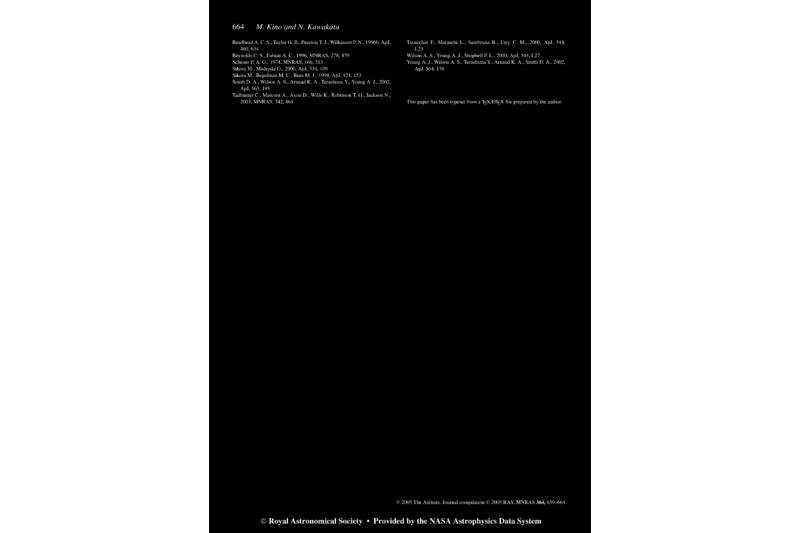 664 M. Kino and N. Kawakatu
Readhead A. C. S., Taylor G. B., Pearson T. J., Wilkinson P. N., 1996b, ApJ,
460, 634
Reynolds C. S., Fabian A. C., 1996, MNRAS, 278, 479
Scheuer P. A. G., 1974, MNRAS, 166, 513
Sikora M., Madejski G., 2000, ApJ, 534, 109
Sikora M., Begelman M. C., Rees M. J., 1994, ApJ, 421, 153
Smith D. A., Wilson A. S., Arnaud K. A., Terashima Y., Young A. J., 2002,
ApJ, 565, 195
Tadhunter C., Marconi A., Axon D., Wills K., Robinson T. G., Jackson N.,
2003, MNRAS, 342, 861
Tavecchio F., Maraschi L., Sambruna R., Urry C. M., 2000, ApJ, 544,
L23
Wilson A. S., Young A. J., Shopbell P. L., 2000, ApJ, 544, L27
Young A. J., Wilson A. S., Terashima Y., Arnaud K. A., Smith D. A., 2002,
ApJ, 564, 176
This paper has been typeset from a TEX/LATEX file prepared by the author.
© 2005 The Authors. Journal compilation © 2005 RAS, MNRAS 364, 659–664
© Royal Astronomical Society • Provided by the NASA Astrophysics Data System